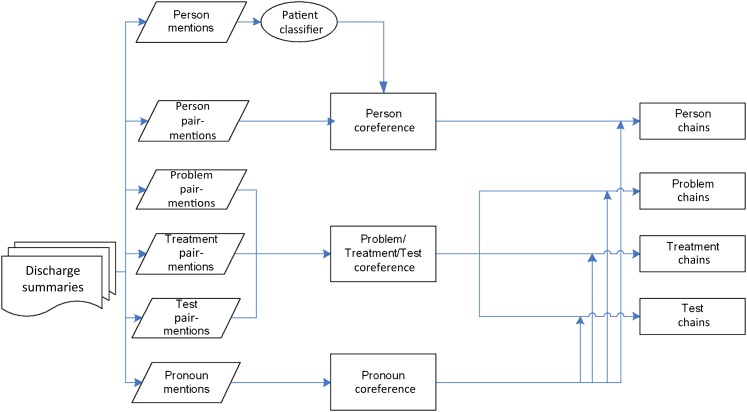 Person
mentions
Patient
classifier
Person
pair-
mentions
Person
coreference
Person
chains
Problem
pair-
mentions
Problem
chains
Discharge
summaries
Treatment
pair-
mentions
Problem/
Treatment/Test
coreference
Treatment
chains
Test
pair-
mentions
Test
chains
Pronoun
mentions
Pronoun
coreference